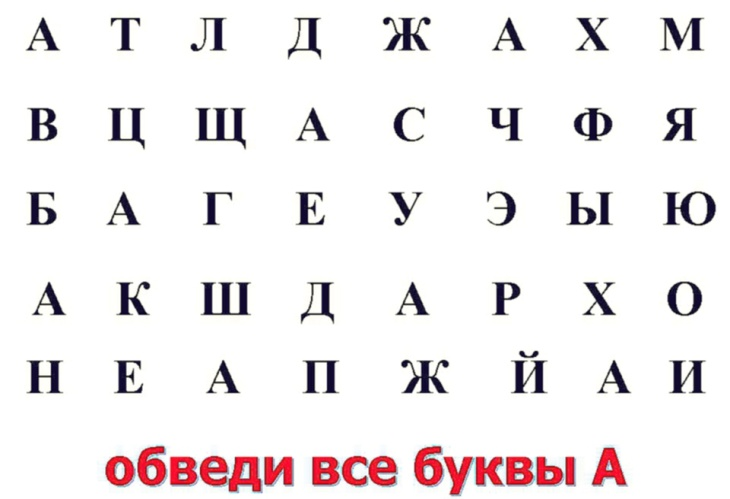 А Т Л Д Ж А Х М
В Ц Щ А С Ч Ф Я
Б А Г Е У Э Ы Ю
А К Ш Д А Р Х О
Н Е А П Ж Й А И
обведи все буквы А